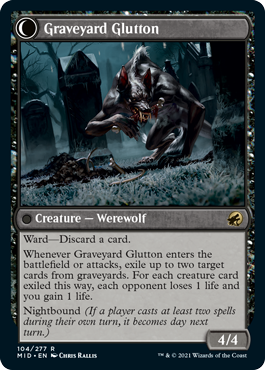 Graveyard Glutton
Creature — Werewolf
Ward—Discard a card.
Whenever Graveyard Glutton enters the
battlefield or attacks, exile up to two target
cards from graveyards. For each creature card
exiled this way, each opponent loses 1 life and
you gain 1 life.
Nightbound (If a player casts at least two spells
during their own turn, it becomes day next
turn.)
4/4
104/277 R
MID • EN Chris Rallis
™ & © 2021 Wizards of the Coast